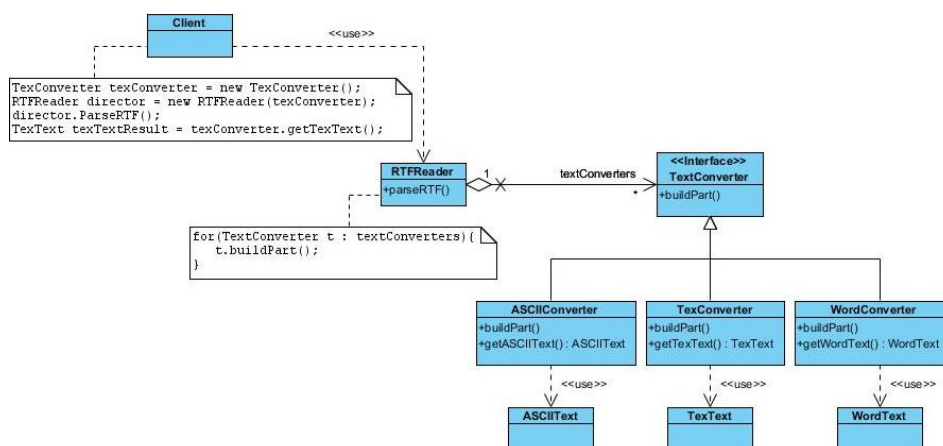 Client
<<use>>
TexConverter texConverter = new TexConverter();
RTFReader director = new RTFReader(texConverter);
director.ParseRTF();
TexText texTextResult = texConverter.getTexText();
RTFReader
+parseRTF()
1
textConverters
*
<<Interface>>
TextConverter
+buildPart()
for(TextConverter t : textConverters){
t.buildPart();
}
ASCIIConverter
+buildPart()
+getASCIIText() : ASCIIText
TexConverter
+buildPart()
+getTexText() : TexText
WordConverter
+buildPart()
+getWordText() : WordText
<<use>>
<<use>>
<<use>>
ASCIIText
TexText
WordText